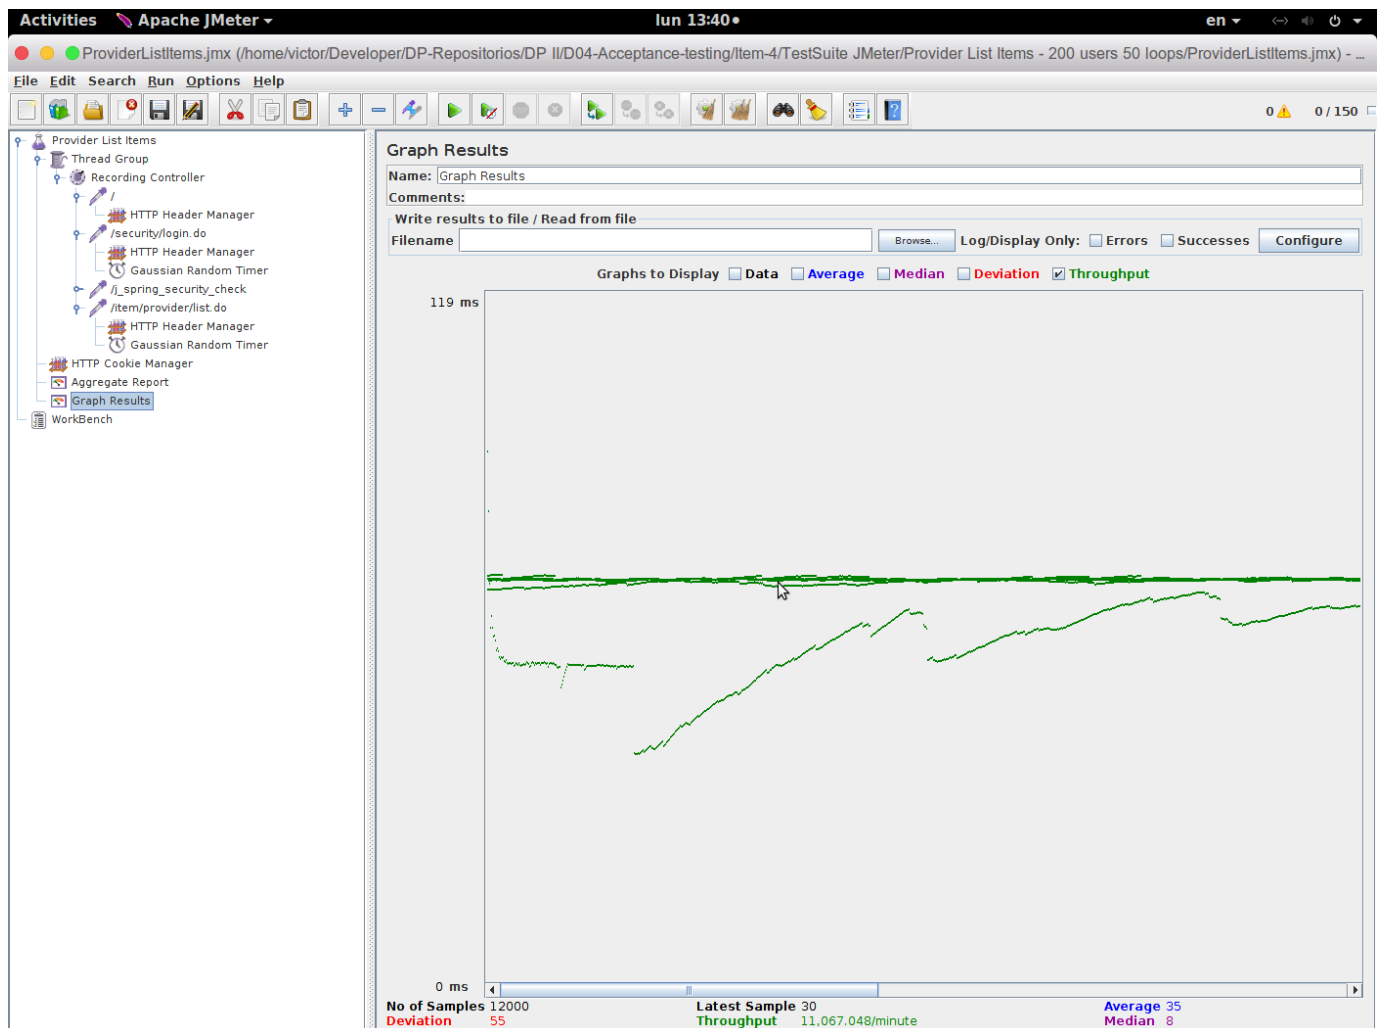 Activities Apache JMeter lun 13:40 en
ProviderListItems.jmx (/home/victor/Developer/DP-Repositorios/DP II/D04-Acceptance-testing/Item-4/TestSuite JMeter/Provider List Items - 200 users 50 loops/ProviderListItems.jmx) - ...
File Edit Search Run Options Help
0 0 / 150
Provider List Items
Thread Group
Recording Controller
/
HTTP Header Manager
/security/login.do
HTTP Header Manager
Gaussian Random Timer
/j_spring_security_check
/item/provider/list.do
HTTP Header Manager
Gaussian Random Timer
HTTP Cookie Manager
Aggregate Report
Graph Results
WorkBench
Graph Results
Name: Graph Results
Comments:
Write results to file / Read from file
Filename Browse... Log/Display Only: Errors Successes Configure
Graphs to Display Data Average Median Deviation Throughput
119 ms
0 ms
No of Samples 12000 Latest Sample 30 Average 35
Deviation 55 Throughput 11,067.048/minute Median 8